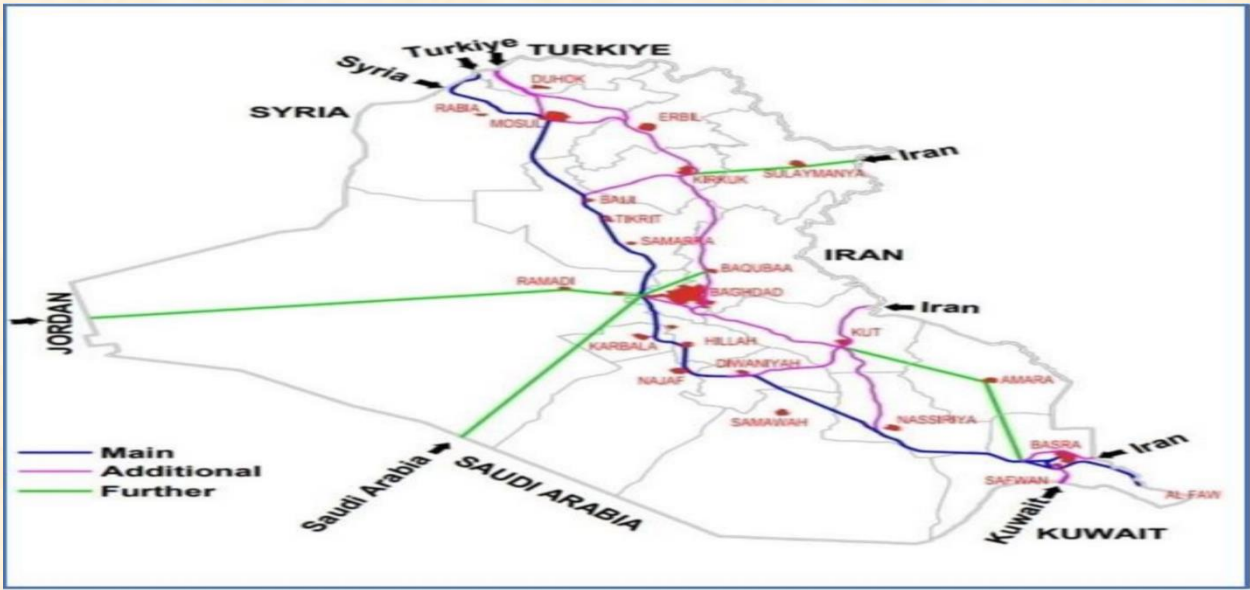 Turkiye
TURKIYE
Syria
DUHOK
SYRIA
RABIA
MOSUL
ERBIL
Iran
KIRKUK
SULAYMANYA
BAIJI
TIKRIT
SAMARRA
IRAN
BAQUBAA
RAMADI
BAGHDAD
Iran
JORDAN
KUT
KARBALA
HILLAH
DIWANIYAH
NAJAF
AMARA
SAMAWAH
NASSIRIYA
Main
Additional
Further
Saudi Arabia
SAUDI ARABIA
BASRA
Iran
SAFWAN
AL FAW
Kuwait
KUWAIT